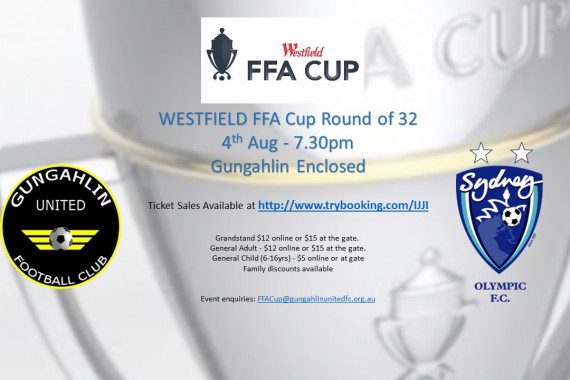 Westfield
FFA CUP
FA CUP
WESTFIELD FFA Cup Round of 32
4th Aug - 7.30pm
Gungahlin Enclosed
GUNGAHLIN
UNITED
FOOTBALL CLUB
Ticket Sales Available at http://www.trybooking.com/IJJI
Sydney
OLYMPIC
F.C.
Grandstand $12 online or $15 at the gate.
General Adult - $12 online or $15 at the gate.
General Child (6-16yrs) - $5 online or at gate
Family discounts available
Event enquiries: FFACup@gungahlinunitedfc.org.au